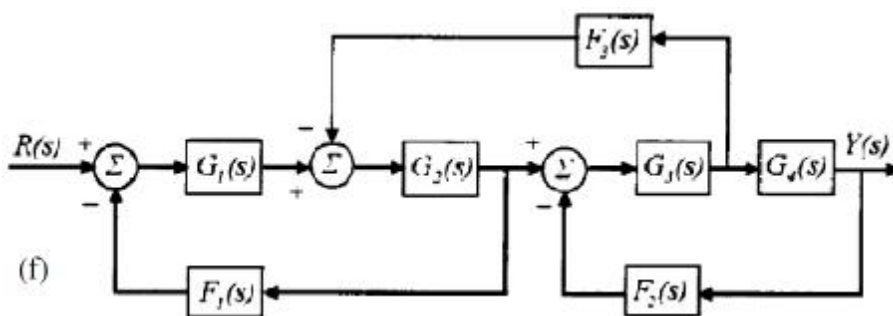 F₃(s)
−
R(s) + Σ G₁(s) + Σ G₂(s) + Σ G₃(s) G₄(s) Y(s)
− −
(f) F₁(s) F₂(s)